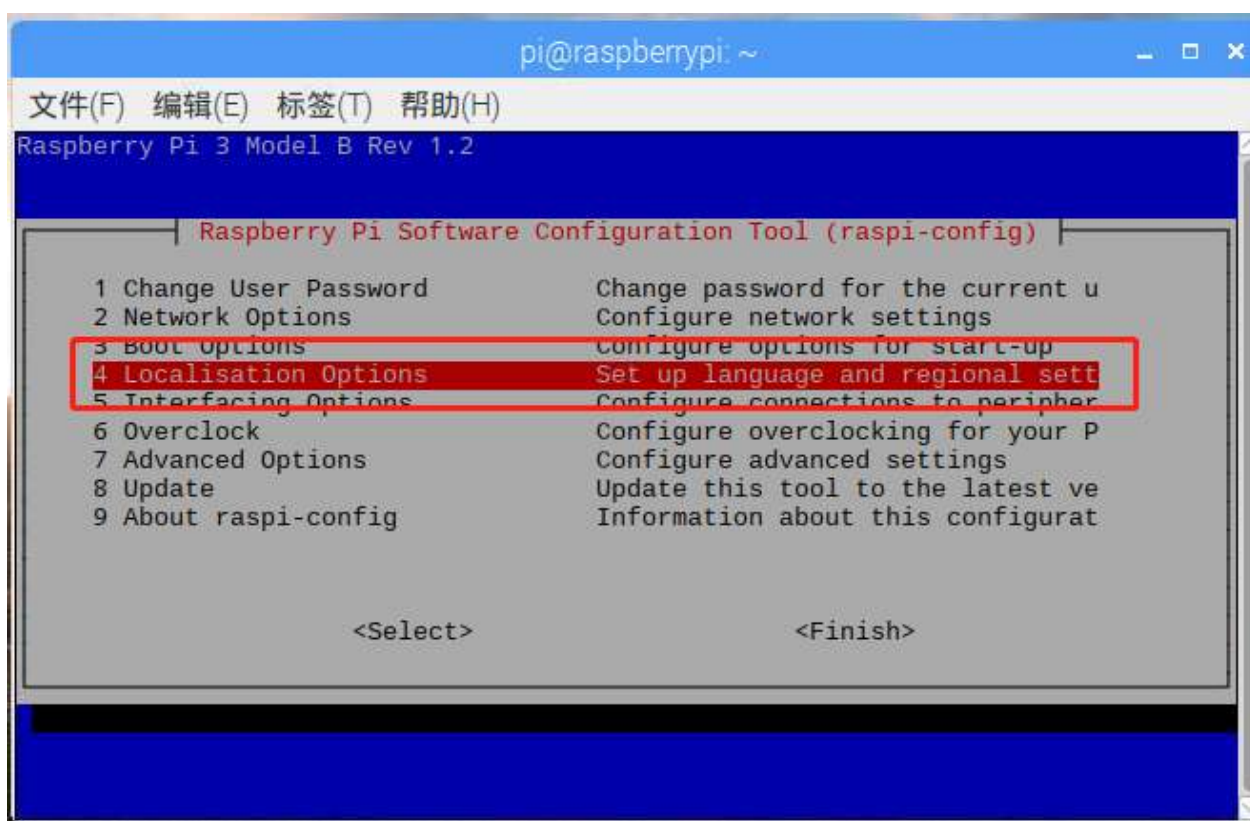 pi@raspberrypi: ~
文件(F) 编辑(E) 标签(T) 帮助(H)
Raspberry Pi 3 Model B Rev 1.2
Raspberry Pi Software Configuration Tool (raspi-config)
1 Change User Password Change password for the current u
2 Network Options Configure network settings
3 Boot Options Configure options for start-up
4 Localisation Options Set up language and regional sett
5 Interfacing Options Configure connections to peripher
6 Overclock Configure overclocking for your P
7 Advanced Options Configure advanced settings
8 Update Update this tool to the latest ve
9 About raspi-config Information about this configurat
<Select> <Finish>